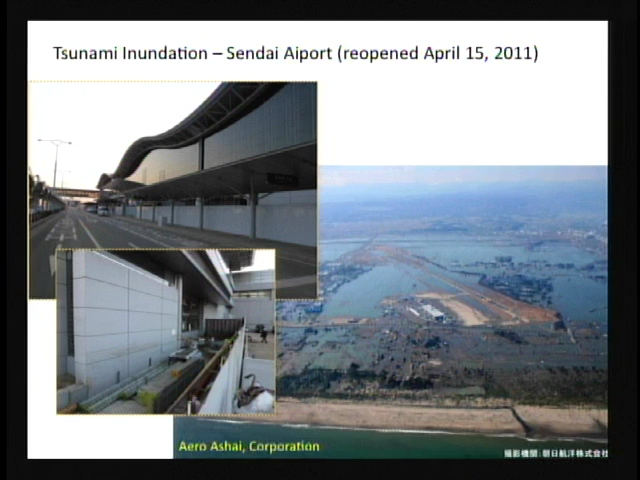 Tsunami Inundation – Sendai Aiport (reopened April 15, 2011)
Aero Ashai, Corporation
撮影機関：朝日航洋株式会社